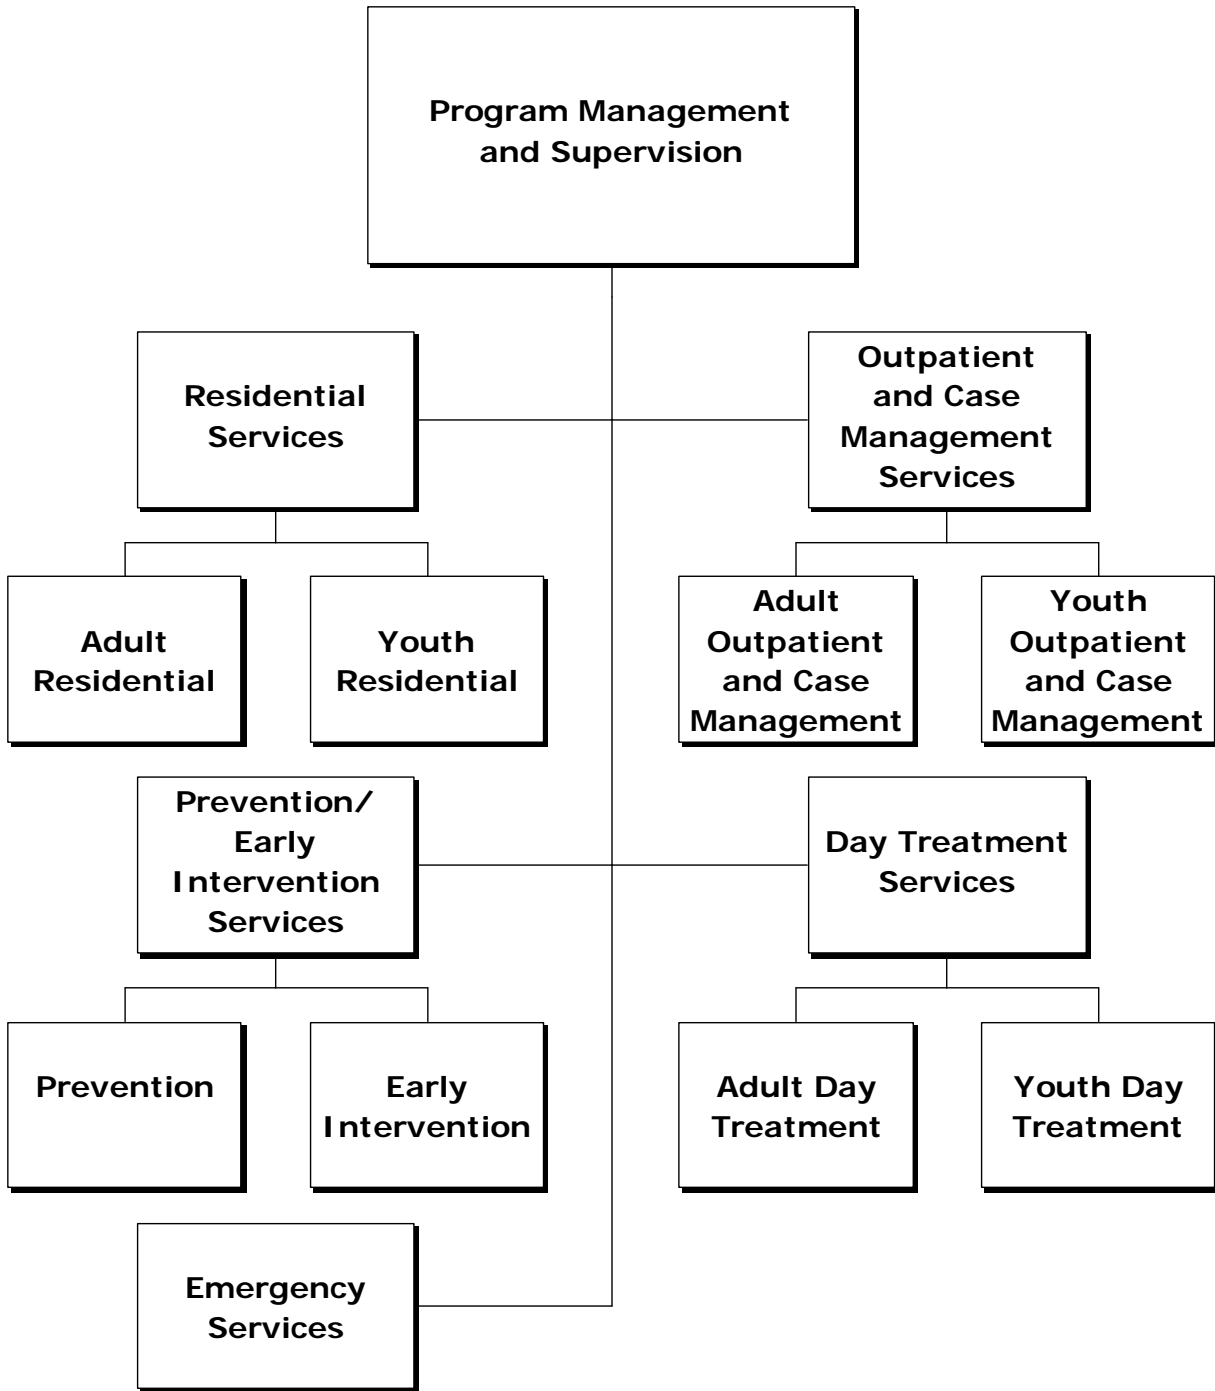 Program Management
and Supervision
Residential
Services
Outpatient
and Case
Management
Services
Adult
Residential
Youth
Residential
Adult
Outpatient
and Case
Management
Youth
Outpatient
and Case
Management
Prevention/
Early
Intervention
Services
Day Treatment
Services
Prevention
Early
Intervention
Adult Day
Treatment
Youth Day
Treatment
Emergency
Services